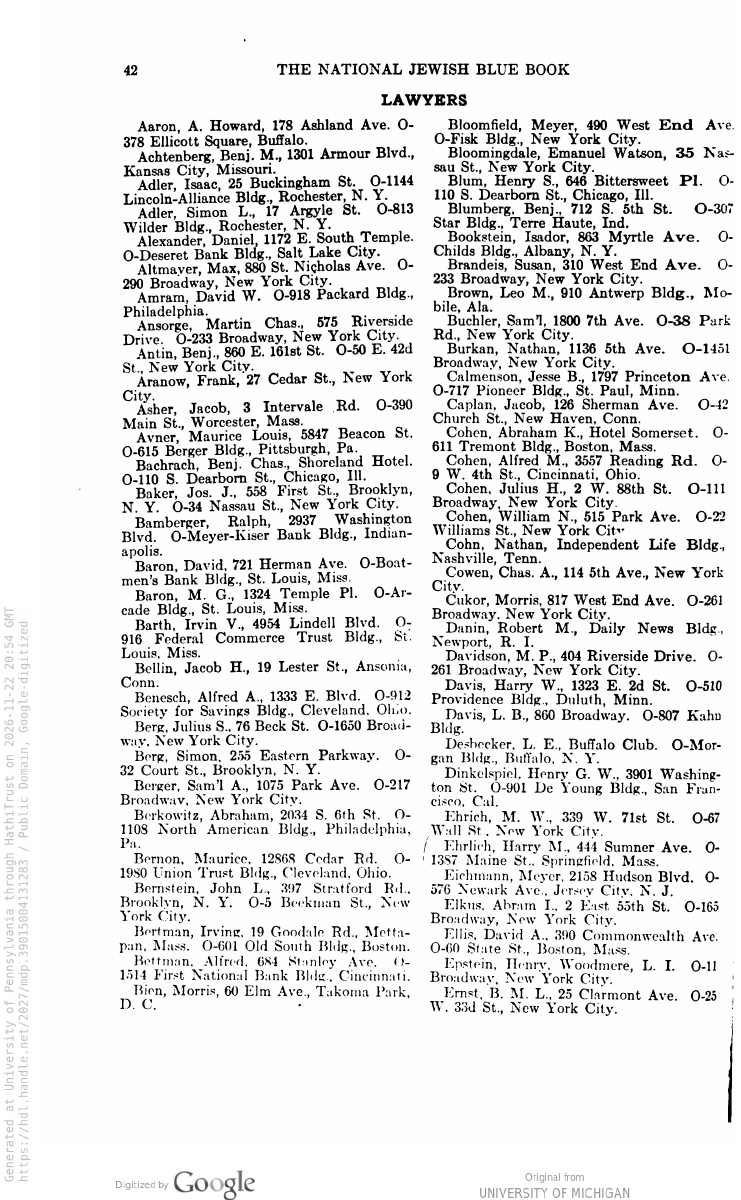 42
THE NATIONAL JEWISH BLUE BOOK
LAWYERS
Aaron, A. Howard, 178 Ashland Ave. O-
378 Ellicott Square, Buffalo.
Achtenberg, Benj. M., 1301 Armour Blvd.,
Kansas City, Missouri.
Adler, Isaac, 25 Buckingham St. O-1144
Lincoln-Alliance Bldg., Rochester, N. Y.
Adler, Simon L., 17 Argyle St. O-813
Wilder Bldg., Rochester, N. Y.
Alexander, Daniel, 1172 E. South Temple.
O-Deseret Bank Bldg., Salt Lake City.
Altmayer, Max, 880 St. Nicholas Ave. O-
290 Broadway, New York City.
Amram, David W. O-918 Packard Bldg.,
Philadelphia.
Ansorge, Martin Chas., 575 Riverside
Drive. O-233 Broadway, New York City.
Antin, Benj., 860 E. 161st St. O-50 E. 42d
St., New York City.
Aranow, Frank, 27 Cedar St., New York
City.
Asher, Jacob, 3 Intervale Rd. O-390
Main St., Worcester, Mass.
Avner, Maurice Louis, 5847 Beacon St.
O-615 Berger Bldg., Pittsburgh, Pa.
Bachrach, Benj. Chas., Shoreland Hotel.
O-110 S. Dearborn St., Chicago, Ill.
Baker, Jos. J., 558 First St., Brooklyn,
N. Y. O-34 Nassau St., New York City.
Bamberger, Ralph, 2937 Washington
Blvd. O-Meyer-Kiser Bank Bldg., Indian-
apolis.
Baron, David, 721 Herman Ave. O-Boat-
men's Bank Bldg., St. Louis, Miss.
Baron, M. G., 1324 Temple Pl. O-Ar-
cade Bldg., St. Louis, Miss.
Barth, Irvin V., 4954 Lindell Blvd. O-
916 Federal Commerce Trust Bldg., St.
Louis, Miss.
Bellin, Jacob H., 19 Lester St., Ansonia,
Conn.
Benesch, Alfred A., 1333 E. Blvd. O-912
Society for Savings Bldg., Cleveland, Ohio.
Berg, Julius S., 76 Beck St. O-1650 Broad-
way, New York City.
Berg, Simon, 255 Eastern Parkway. O-
32 Court St., Brooklyn, N. Y.
Berger, Sam'l A., 1075 Park Ave. O-217
Broadway, New York City.
Berkowitz, Abraham, 2034 S. 6th St. O-
1108 North American Bldg., Philadelphia,
Pa.
Bernon, Maurice, 12868 Cedar Rd. O-
1980 Union Trust Bldg., Cleveland, Ohio.
Bernstein, John L., 397 Stratford Rd.,
Brooklyn, N. Y. O-5 Beekman St., New
York City.
Bertman, Irving, 19 Goodale Rd., Matta-
pan, Mass. O-601 Old South Bldg., Boston.
Bettman, Alfred, 684 Stanley Ave. O-
1514 First National Bank Bldg., Cincinnati.
Bien, Morris, 60 Elm Ave., Takoma Park,
D. C.
Bloomfield, Meyer, 490 West End Ave.
O-Fisk Bldg., New York City.
Bloomingdale, Emanuel Watson, 35 Nas-
sau St., New York City.
Blum, Henry S., 646 Bittersweet Pl. O-
110 S. Dearborn St., Chicago, Ill.
Blumberg, Benj., 712 S. 5th St. O-307
Star Bldg., Terre Haute, Ind.
Bookstein, Isador, 863 Myrtle Ave. O-
Childs Bldg., Albany, N. Y.
Brandeis, Susan, 310 West End Ave. O-
233 Broadway, New York City.
Brown, Leo M., 910 Antwerp Bldg., Mo-
bile, Ala.
Buchler, Sam'l, 1800 7th Ave. O-38 Park
Rd., New York City.
Burkan, Nathan, 1136 5th Ave. O-1451
Broadway, New York City.
Calmenson, Jesse B., 1797 Princeton Ave.
O-717 Pioneer Bldg., St. Paul, Minn.
Caplan, Jacob, 126 Sherman Ave. O-42
Church St., New Haven, Conn.
Cohen, Abraham K., Hotel Somerset. O-
611 Tremont Bldg., Boston, Mass.
Cohen, Alfred M., 3557 Reading Rd. O-
9 W. 4th St., Cincinnati, Ohio.
Cohen, Julius H., 2 W. 88th St. O-111
Broadway, New York City.
Cohen, William N., 515 Park Ave. O-22
Williams St., New York City
Cohn, Nathan, Independent Life Bldg.,
Nashville, Tenn.
Cowen, Chas. A., 114 5th Ave., New York
City.
Cukor, Morris, 817 West End Ave. O-261
Broadway. New York City.
Danin, Robert M., Daily News Bldg.,
Newport, R. I.
Davidson, M. P., 404 Riverside Drive. O-
261 Broadway, New York City.
Davis, Harry W., 1323 E. 2d St. O-510
Providence Bldg., Duluth, Minn.
Davis, L. B., 860 Broadway. O-807 Kahn
Bldg.
Desbecker, L. E., Buffalo Club. O-Mor-
gan Bldg., Buffalo, N. Y.
Dinkelspiel, Henry G. W., 3901 Washing-
ton St. O-901 De Young Bldg., San Fran-
cisco, Cal.
Ehrich, M. W., 339 W. 71st St. O-67
Wall St., New York City.
Ehrlich, Harry M., 444 Sumner Ave. O-
1387 Maine St., Springfield, Mass.
Eichmann, Meyer, 2158 Hudson Blvd. O-
576 Newark Ave., Jersey City, N. J.
Elkus, Abram I., 2 East 55th St. O-165
Broadway, New York City.
Ellis, David A., 390 Commonwealth Ave.
O-60 State St., Boston, Mass.
Epstein, Henry, Woodmere, L. I. O-11
Broadway, New York City.
Ernst, B. M. L., 25 Clarmont Ave. O-25
W. 33d St., New York City.
Generated at University of Pennsylvania through HathiTrust on 2026-11-22 20:54 GMT
https://hdl.handle.net/2027/mdp.39015004131283 / Public Domain, Google-digitized
Digitized by Google
Original from
UNIVERSITY OF MICHIGAN